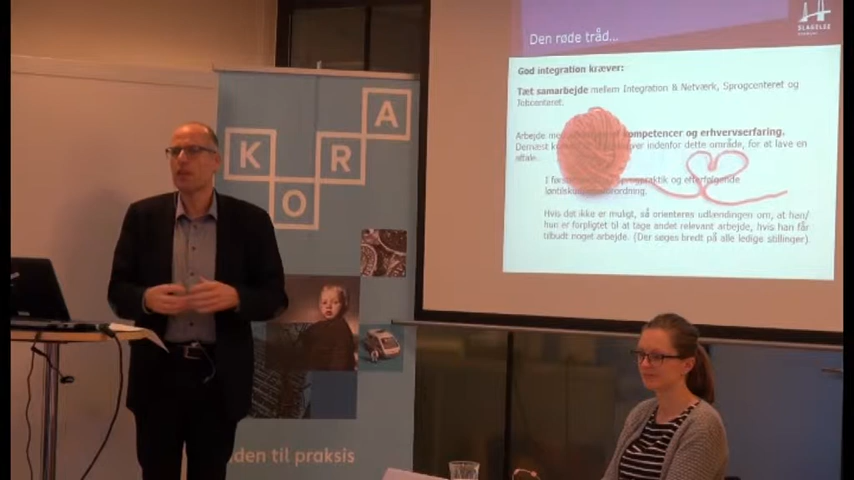 SLAGELSE
Den røde tråd...
God integration kræver:
Tæt samarbejde mellem Integration & Netværk, Sprogcenteret og
Jobcenteret.
Arbejde kompetencer og erhvervserfaring.
Dernæst indenfor dette område, for at lave en
aftale.
I og efterfølgende
Hvis det ikke er muligt, så orienteres udlændingen om, at han/
hun er forpligtet til at tage andet relevant arbejde, hvis han får
tilbudt noget arbejde. (Der søges bredt på alle ledige stillinger).
K O R A
iden til praksis